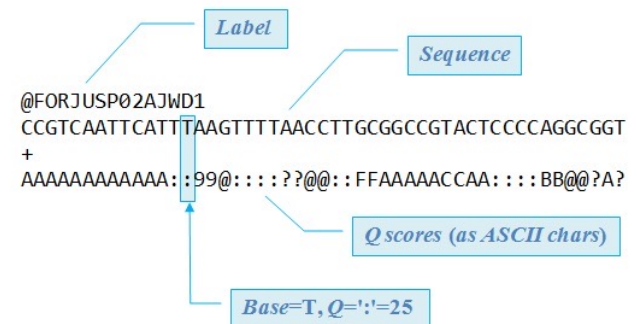 Label
Sequence
@FORJUSP02AJWD1
CCGTCAATTCATTTAAGTTTTAACCTTGCGGCCGTACTCCCCAGGCGGT
+
AAAAAAAAAAAA::99@::::??@@::FFAAAAACCAA::::BB@@?A?
Q scores (as ASCII chars)
Base=T, Q=':'=25